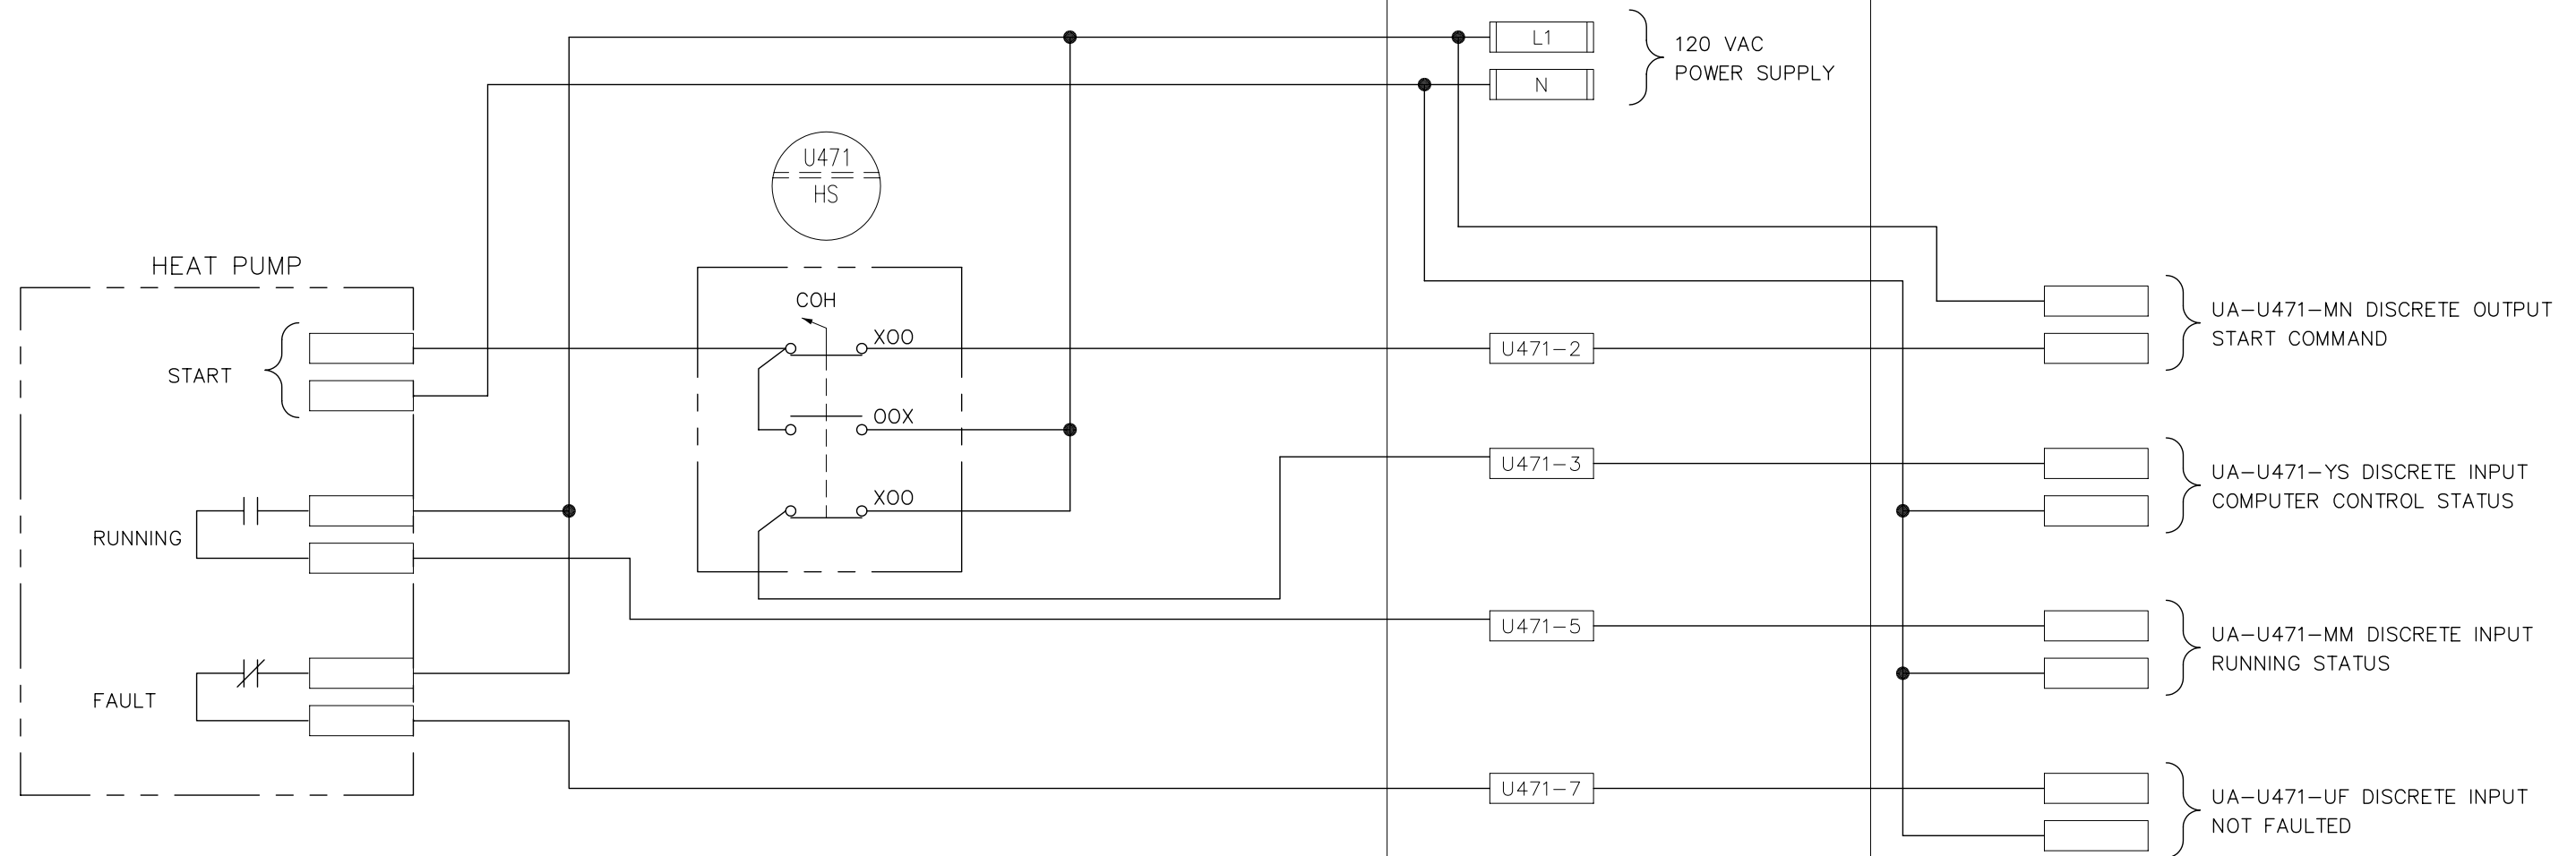 L1
N
120 VAC
POWER SUPPLY
U471
HS
HEAT PUMP
START
RUNNING
FAULT
COH
XOO
OOX
XOO
U471-2
U471-3
U471-5
U471-7
UA-U471-MN DISCRETE OUTPUT
START COMMAND
UA-U471-YS DISCRETE INPUT
COMPUTER CONTROL STATUS
UA-U471-MM DISCRETE INPUT
RUNNING STATUS
UA-U471-UF DISCRETE INPUT
NOT FAULTED